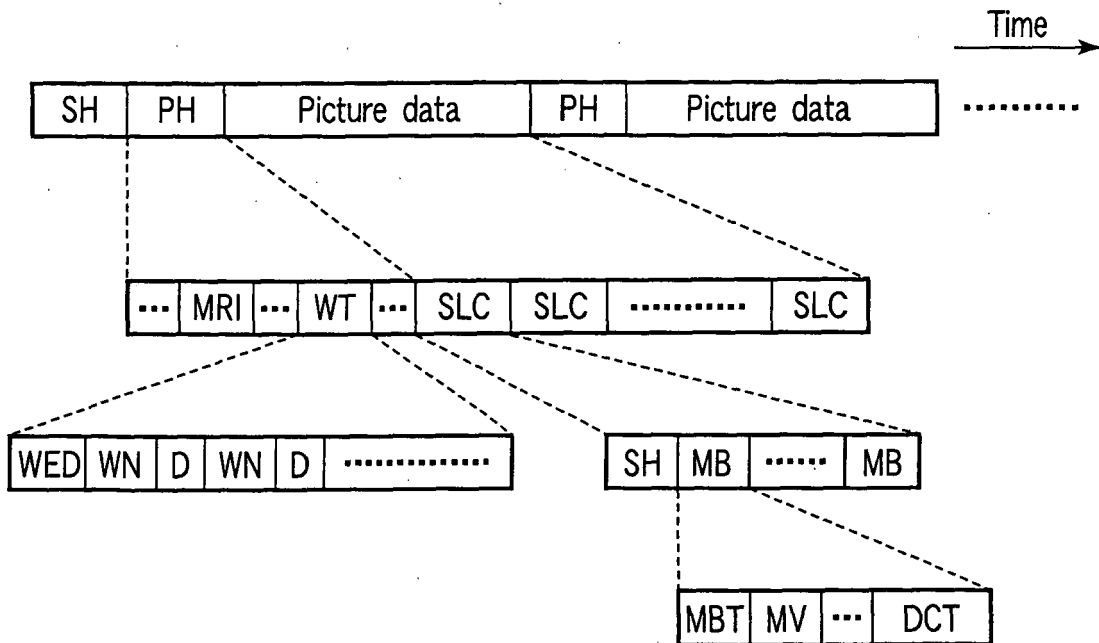 Time
SH PH Picture data PH Picture data ············
··· MRI ··· WT ··· SLC SLC ··········· SLC
WED WN D WN D ··············
SH MB ······ MB
MBT MV ··· DCT